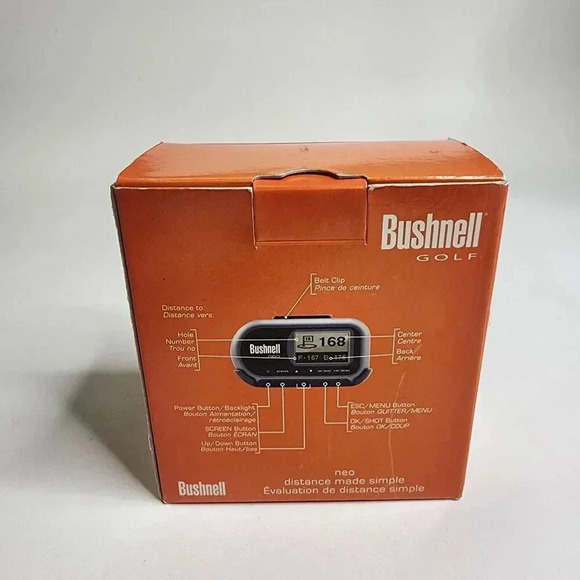 Bushnell
GOLF
Belt Clip
Pince de ceinture
Distance to:
Distance vers:
Hole
Number
Trou no
Front
Avant
Center
Centre
Back
Arrière
Bushnell
168
F-167 B-175
SCREEN
Power Button/Backlight
Bouton Alimentation/
rétroéclairage
SCREEN Button
Bouton ÉCRAN
Up/Down Button
Bouton Haut/bas
ESC/MENU Button
Bouton QUITTER/MENU
OK/SHOT Button
Bouton OK/COUP
neo
distance made simple
Évaluation de distance simple
Bushnell